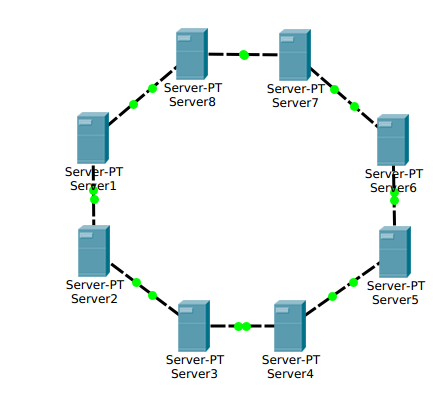 Server-PT
Server8
Server-PT
Server7
Server-PT
Server1
Server-PT
Server6
Server-PT
Server2
Server-PT
Server5
Server-PT
Server3
Server-PT
Server4